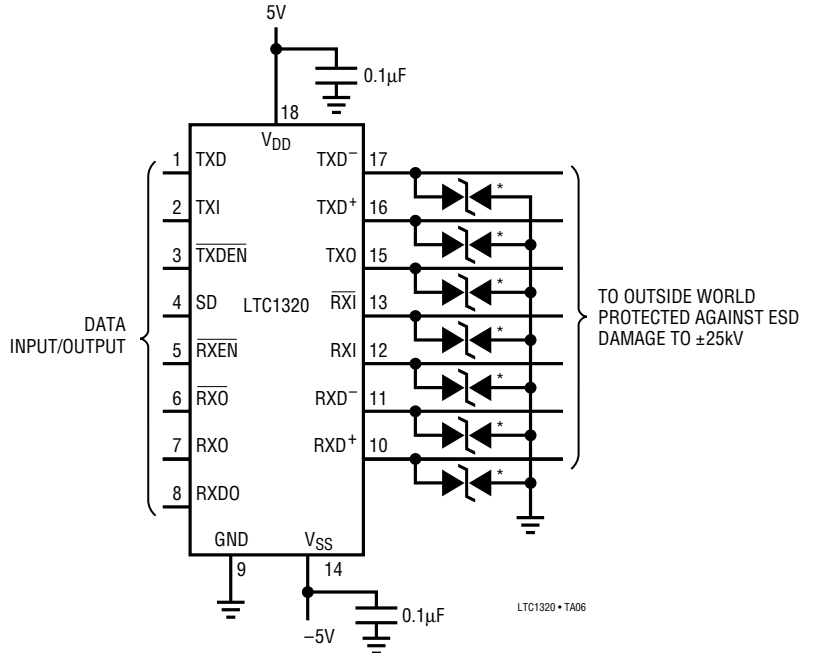 5V
0.1µF
18
VDD
1 TXD TXD– 17
*
2 TXI TXD+ 16
*
3 TXDEN TXO 15
*
4 SD LTC1320 RXI 13
*
5 RXEN RXI 12
*
6 RXO RXD– 11
*
7 RXO RXD+ 10
*
8 RXDO
DATA
INPUT/OUTPUT
TO OUTSIDE WORLD
PROTECTED AGAINST ESD
DAMAGE TO ±25kV
GND VSS
9 14
0.1µF
–5V
LTC1320 • TA06